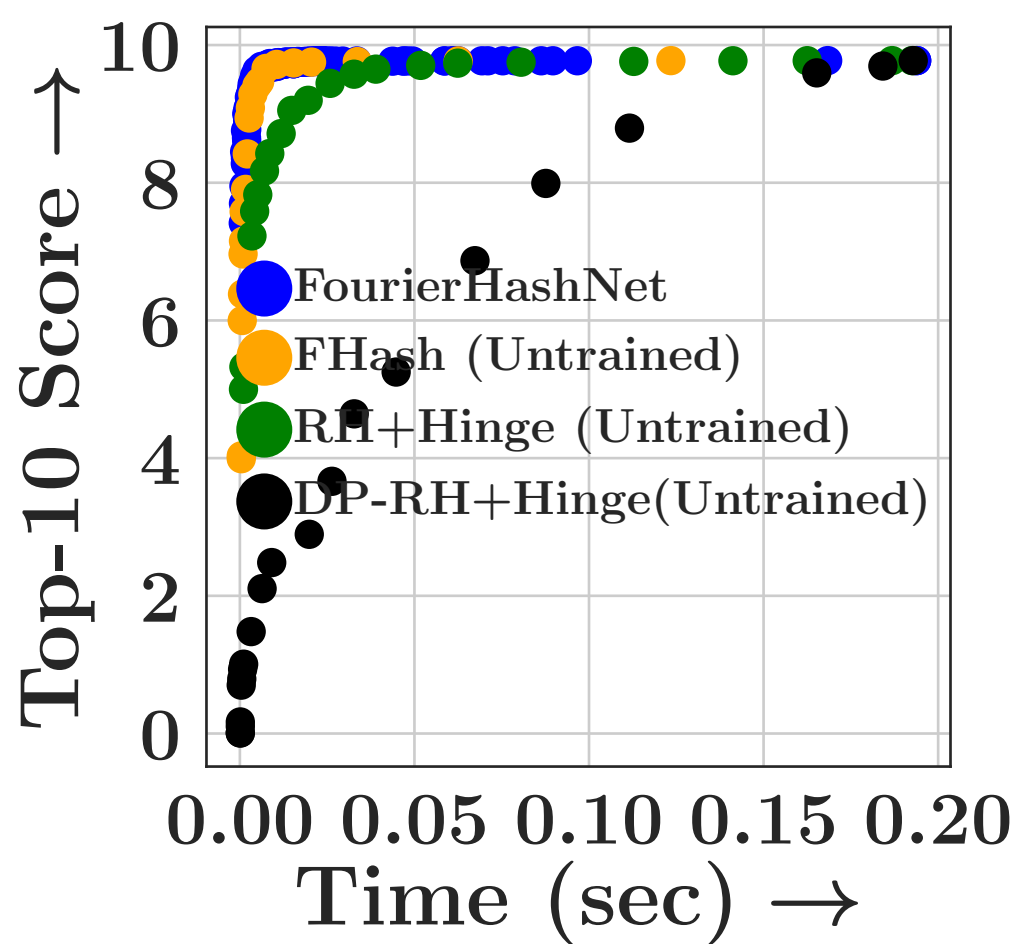 Top-10 Score →
10
8
6
4
2
0
FourierHashNet
FHash (Untrained)
RH+Hinge (Untrained)
DP-RH+Hinge(Untrained)
0.00 0.05 0.10 0.15 0.20
Time (sec) →